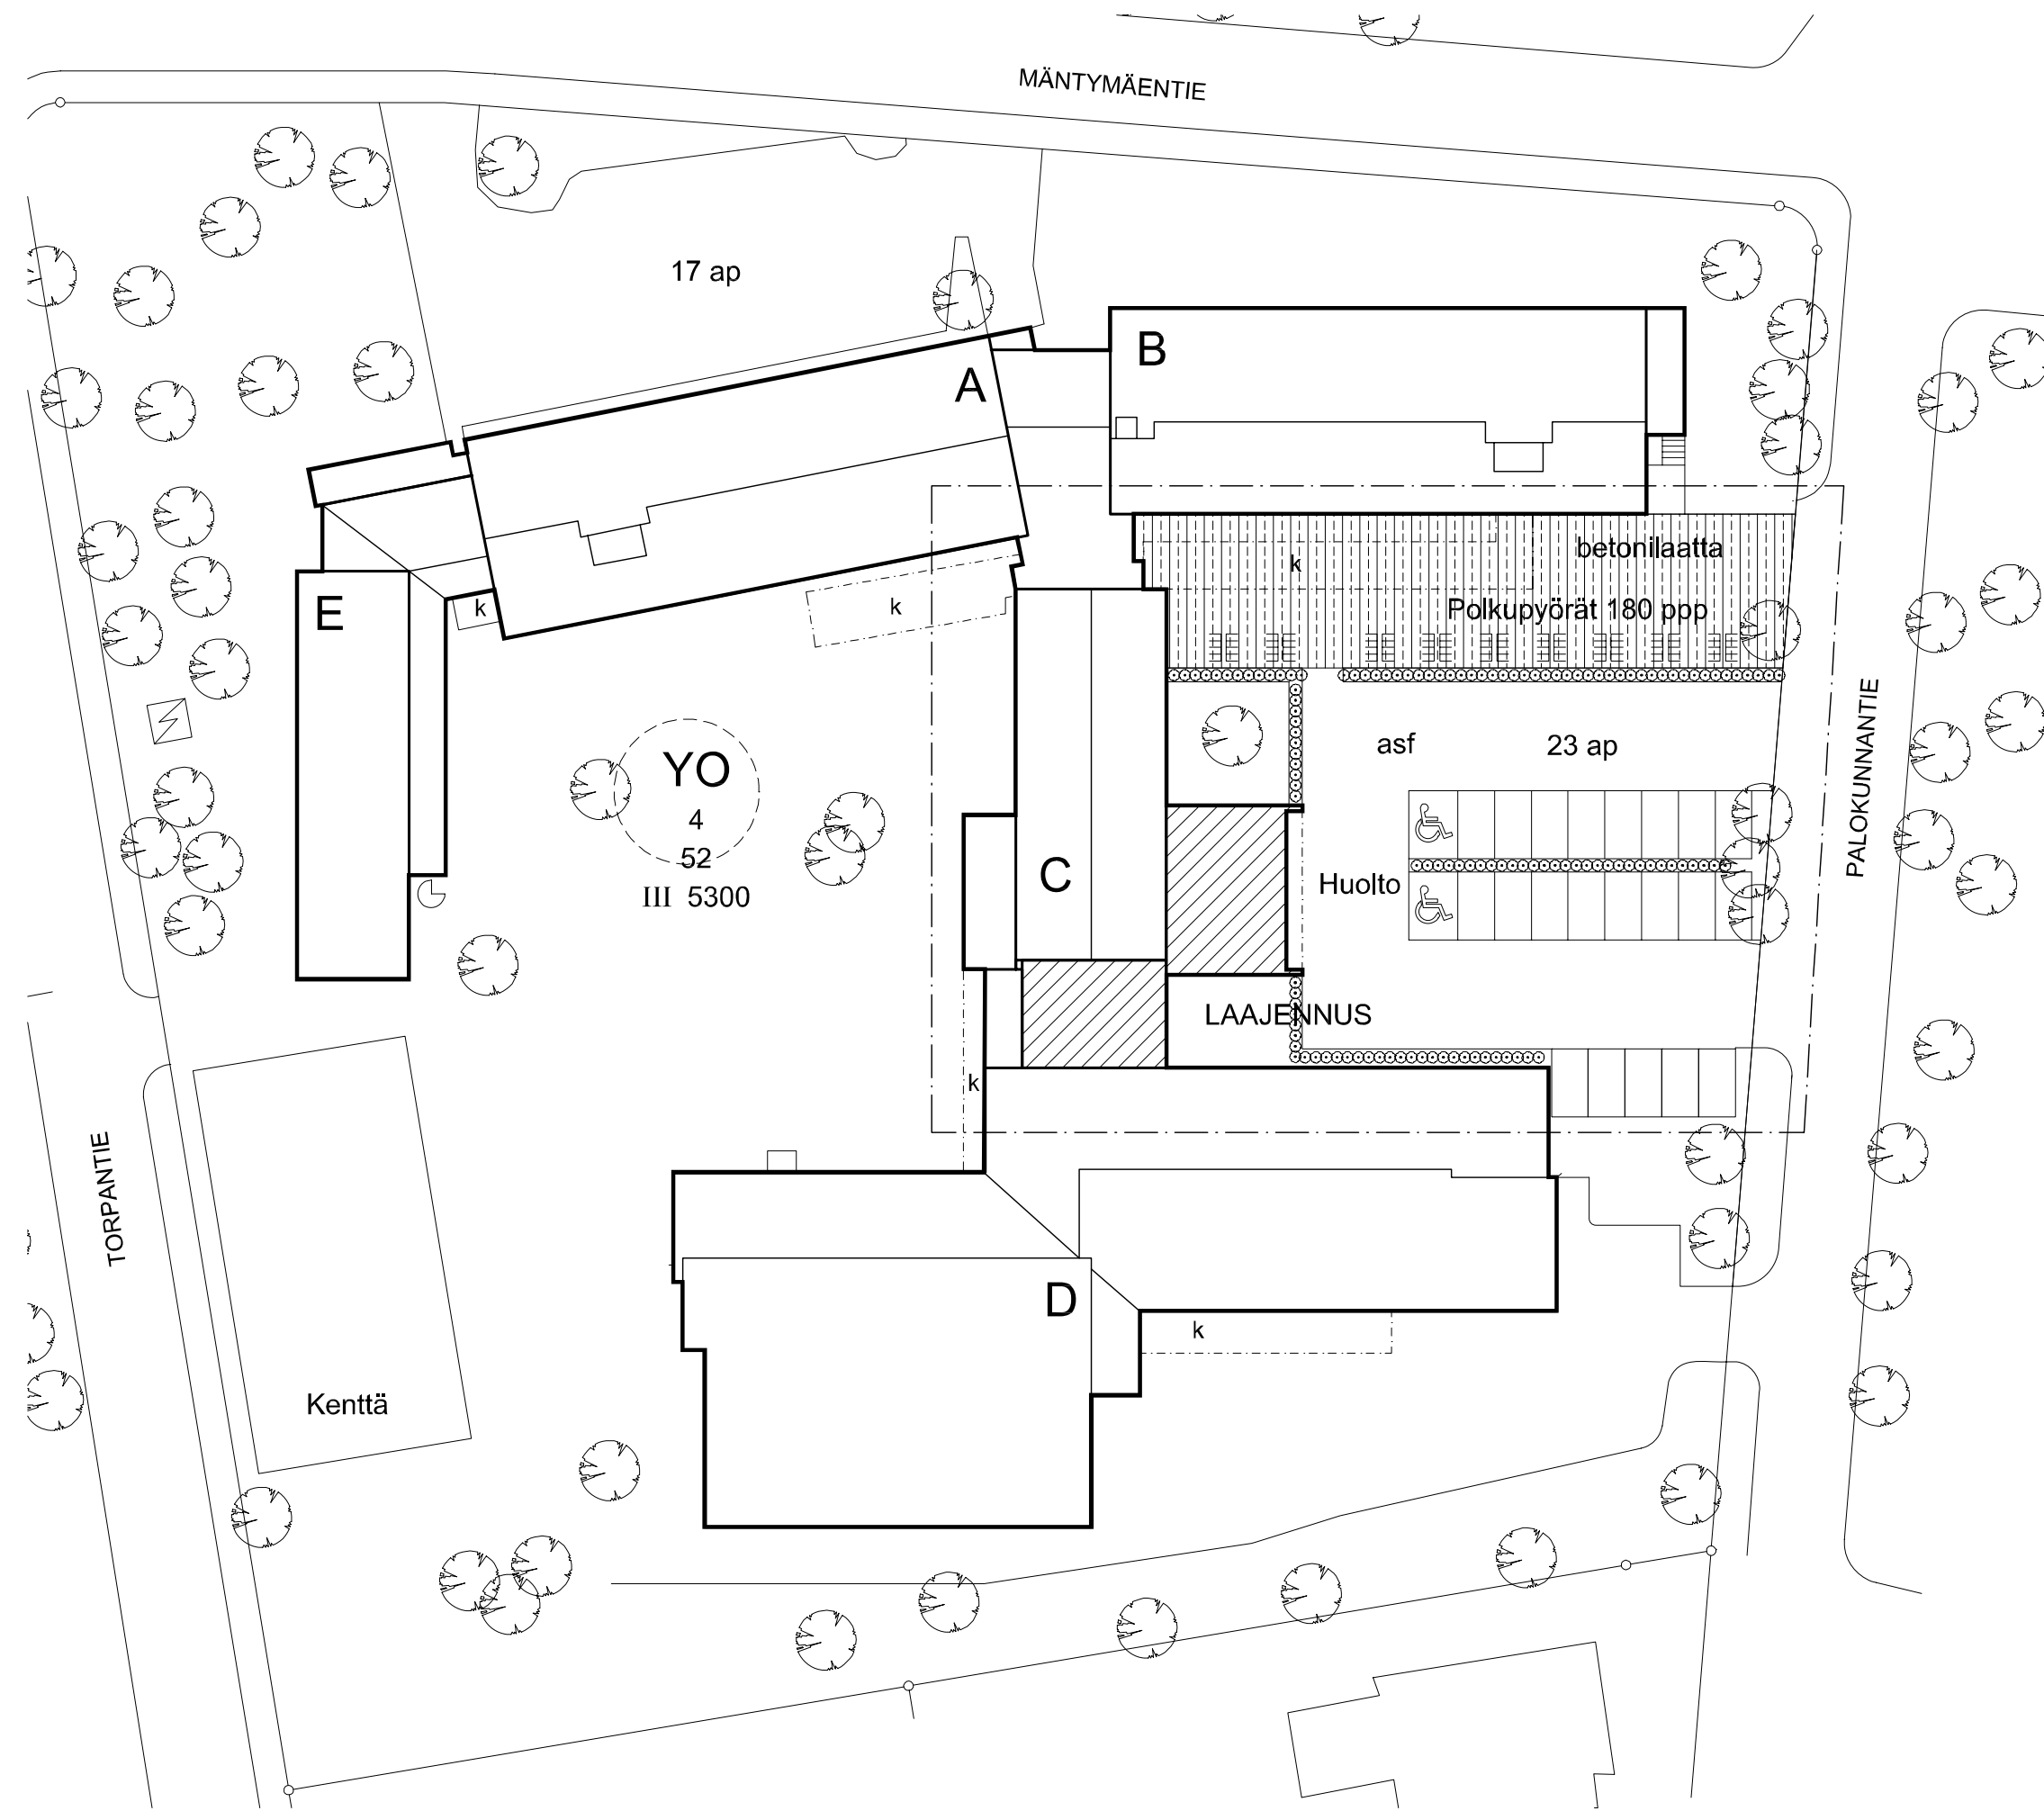 MÄNTYMÄENTIE
17 ap
B
A
betonilaatta
k
Polkupyörät 180 ppp
k
k
E
PALOKUNNANTIE
asf
23 ap
YO
4
52
III 5300
C
Huolto
LAAJENNUS
k
TORPANTIE
D
k
Kenttä